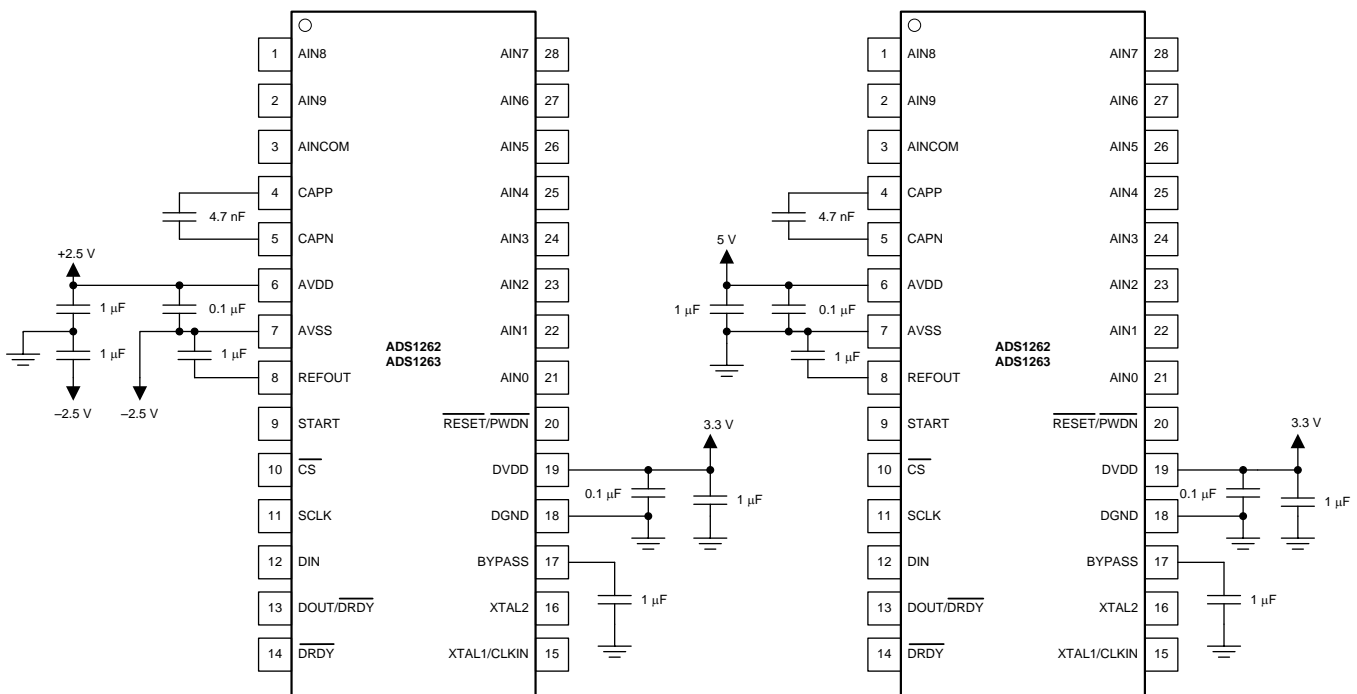 1 AIN8 AIN7 28
2 AIN9 AIN6 27
3 AINCOM AIN5 26
4 CAPP AIN4 25
4.7 nF
5 CAPN AIN3 24
+2.5 V
6 AVDD AIN2 23
1 μF 0.1 μF
7 AVSS AIN1 22
1 μF 1 μF
ADS1262
ADS1263
8 REFOUT AIN0 21
–2.5 V –2.5 V
9 START RESET/PWDN 20
3.3 V
10 CS DVDD 19
0.1 μF 1 μF
11 SCLK DGND 18
12 DIN BYPASS 17
1 μF
13 DOUT/DRDY XTAL2 16
14 DRDY XTAL1/CLKIN 15
1 AIN8 AIN7 28
2 AIN9 AIN6 27
3 AINCOM AIN5 26
4 CAPP AIN4 25
4.7 nF
5 CAPN AIN3 24
5 V
6 AVDD AIN2 23
1 μF 0.1 μF
7 AVSS AIN1 22
1 μF
ADS1262
ADS1263
8 REFOUT AIN0 21
9 START RESET/PWDN 20
3.3 V
10 CS DVDD 19
0.1 μF 1 μF
11 SCLK DGND 18
12 DIN BYPASS 17
1 μF
13 DOUT/DRDY XTAL2 16
14 DRDY XTAL1/CLKIN 15